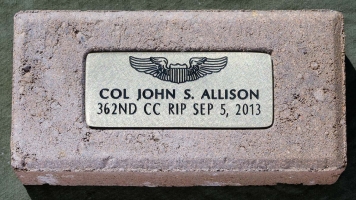 COL JOHN S. ALLISON
362ND CC RIP SEP 5, 2013